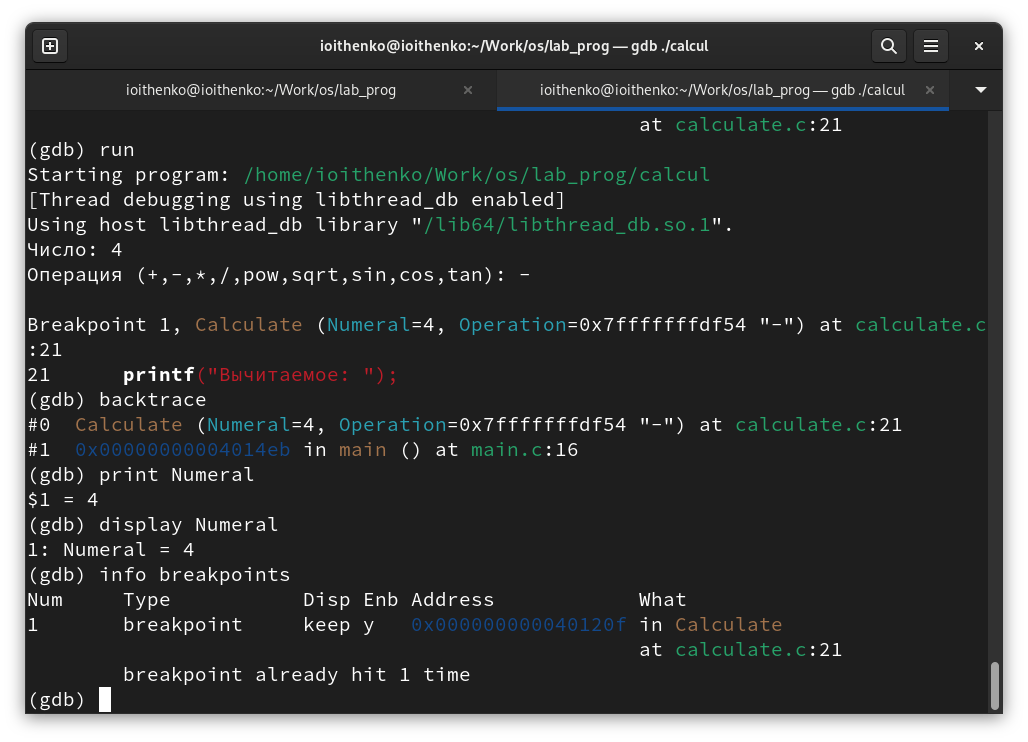 ioithenko@ioithenko:~/Work/os/lab_prog — gdb ./calcul
ioithenko@ioithenko:~/Work/os/lab_prog
ioithenko@ioithenko:~/Work/os/lab_prog — gdb ./calcul
at calculate.c:21
(gdb) run
Starting program: /home/ioithenko/Work/os/lab_prog/calcul
[Thread debugging using libthread_db enabled]
Using host libthread_db library "/lib64/libthread_db.so.1".
Число: 4
Операция (+,-,*,/,pow,sqrt,sin,cos,tan): -
Breakpoint 1, Calculate (Numeral=4, Operation=0x7fffffffdf54 "-") at calculate.c
:21
21      printf("Вычитаемое: ");
(gdb) backtrace
#0  Calculate (Numeral=4, Operation=0x7fffffffdf54 "-") at calculate.c:21
#1  0x00000000004014eb in main () at main.c:16
(gdb) print Numeral
$1 = 4
(gdb) display Numeral
1: Numeral = 4
(gdb) info breakpoints
Num     Type           Disp Enb Address            What
1       breakpoint     keep y   0x000000000040120f in Calculate
at calculate.c:21
breakpoint already hit 1 time
(gdb)